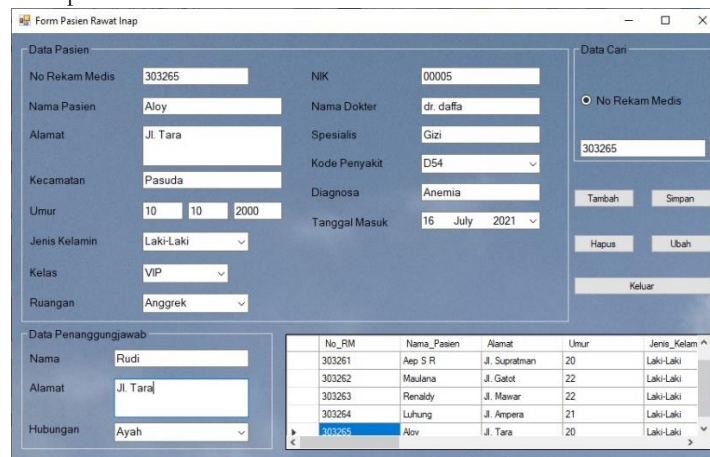 Form Pasien Rawat Inap
Data Pasien
No Rekam Medis 303265
Nama Pasien Aloy
Alamat Jl. Tara
Kecamatan Pasuda
Umur 10 10 2000
Jenis Kelamin Laki-Laki
Kelas VIP
Ruangan Anggrek
NIK 00005
Nama Dokter dr. daffa
Spesialis Gizi
Kode Penyakit D54
Diagnosa Anemia
Tanggal Masuk 16 July 2021
Data Cari
No Rekam Medis
303265
Tambah Simpan
Hapus Ubah
Keluar
Data Penanggungjawab
Nama Rudi
Alamat Jl. Tara
Hubungan Ayah
No_RM Nama_Pasien Alamat Umur Jenis_Kelam
303261 Aep S R Jl. Supratman 20 Laki-Laki
303262 Maulana Jl. Gatot 22 Laki-Laki
303263 Renaldy Jl. Mawar 22 Laki-Laki
303264 Luhung Jl. Ampera 21 Laki-Laki
303265 Aloy Jl. Tara 20 Laki-Laki